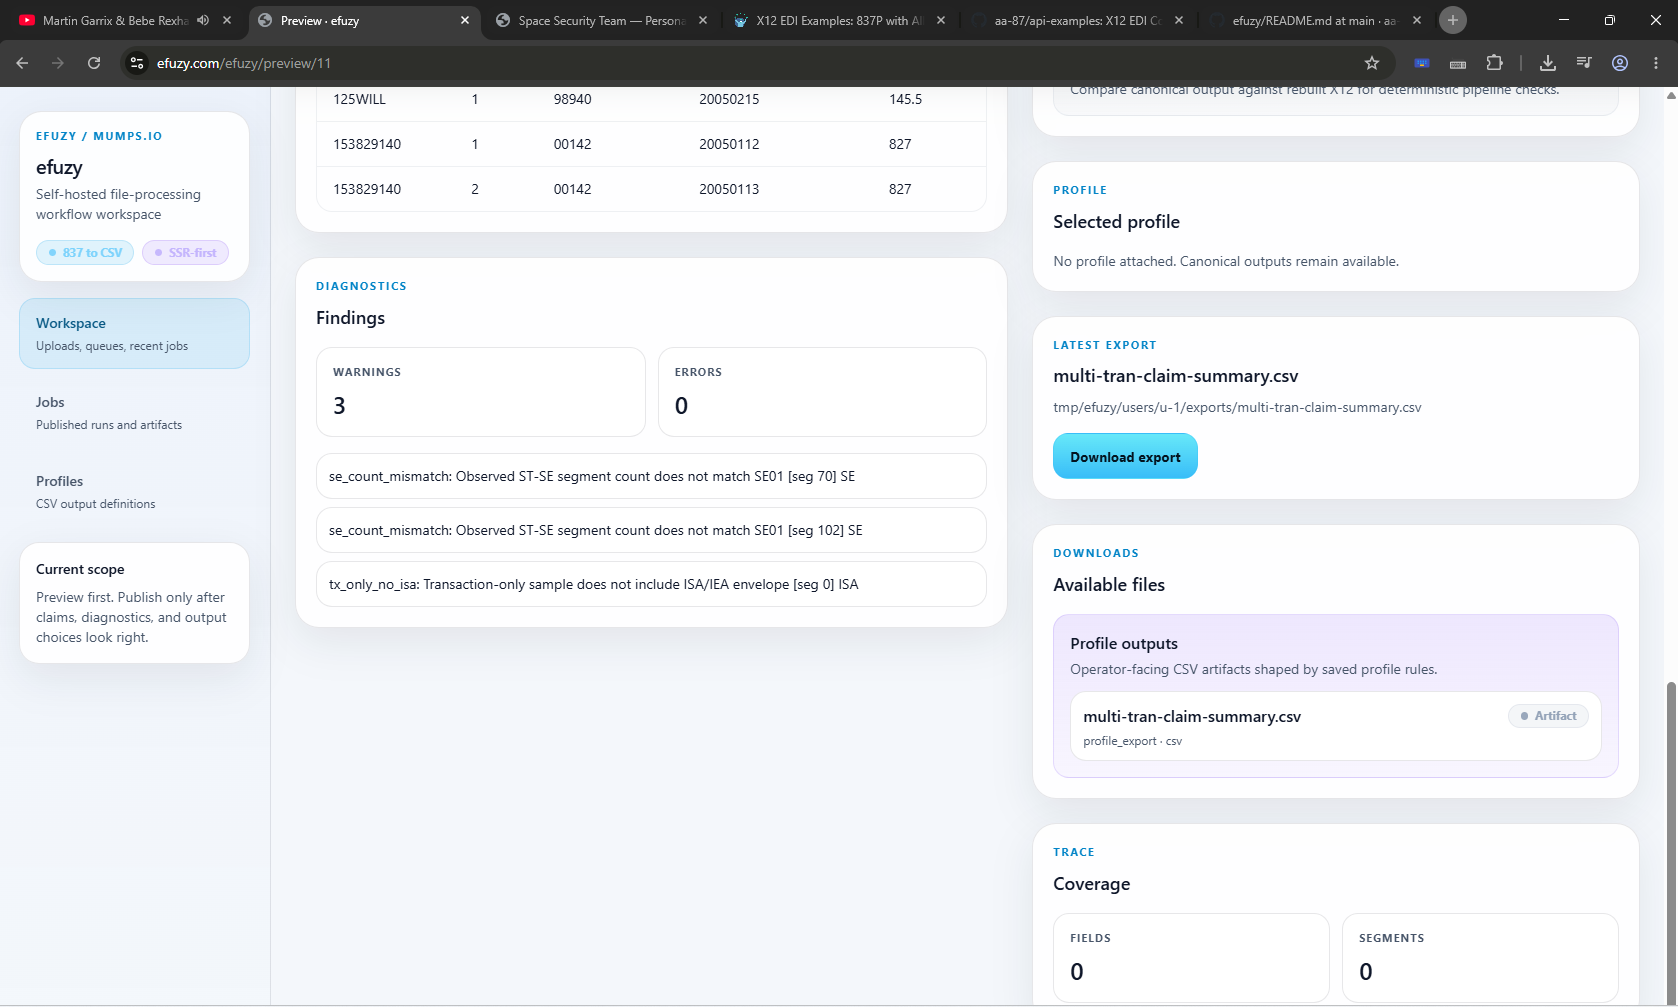 Martin Garrix & Bebe Rexha
Preview · efuzy
Space Security Team — Persona
X12 EDI Examples: 837P with Al
aa-87/api-examples: X12 EDI Co
efuzy/README.md at main · aa-
efuzy.com/efuzy/preview/11
EFUZY / MUMPS.IO
efuzy
Self-hosted file-processing
workflow workspace
837 to CSV
SSR-first
Workspace
Uploads, queues, recent jobs
Jobs
Published runs and artifacts
Profiles
CSV output definitions
Current scope
Preview first. Publish only after
claims, diagnostics, and output
choices look right.
125WILL 1 98940 20050215 145.5
153829140 1 00142 20050112 827
153829140 2 00142 20050113 827
DIAGNOSTICS
Findings
WARNINGS
3
ERRORS
0
se_count_mismatch: Observed ST-SE segment count does not match SE01 [seg 70] SE
se_count_mismatch: Observed ST-SE segment count does not match SE01 [seg 102] SE
tx_only_no_isa: Transaction-only sample does not include ISA/IEA envelope [seg 0] ISA
Compare canonical output against rebuilt X12 for deterministic pipeline checks.
PROFILE
Selected profile
No profile attached. Canonical outputs remain available.
LATEST EXPORT
multi-tran-claim-summary.csv
tmp/efuzy/users/u-1/exports/multi-tran-claim-summary.csv
Download export
DOWNLOADS
Available files
Profile outputs
Operator-facing CSV artifacts shaped by saved profile rules.
multi-tran-claim-summary.csv
Artifact
profile_export · csv
TRACE
Coverage
FIELDS
0
SEGMENTS
0